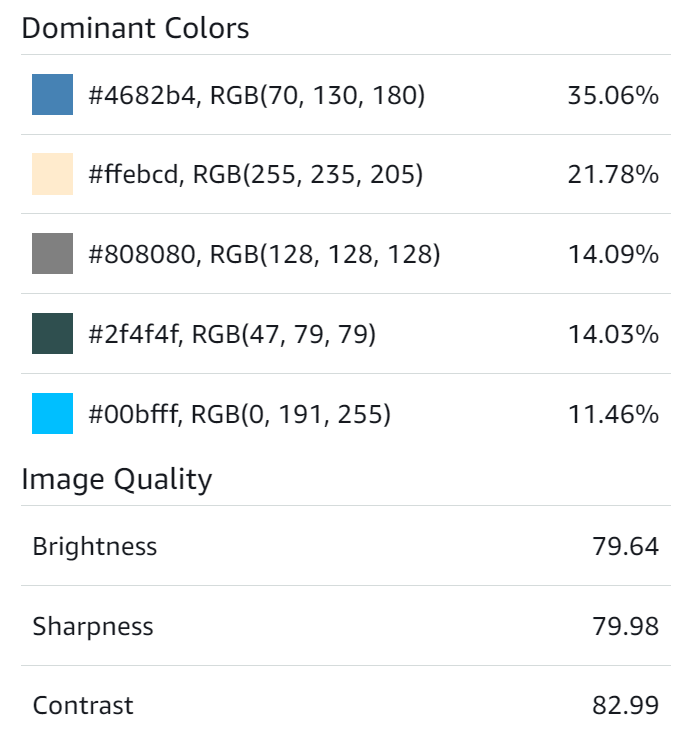 Dominant Colors
#4682b4, RGB(70, 130, 180) 35.06%
#ffebcd, RGB(255, 235, 205) 21.78%
#808080, RGB(128, 128, 128) 14.09%
#2f4f4f, RGB(47, 79, 79) 14.03%
#00bfff, RGB(0, 191, 255) 11.46%
Image Quality
Brightness 79.64
Sharpness 79.98
Contrast 82.99